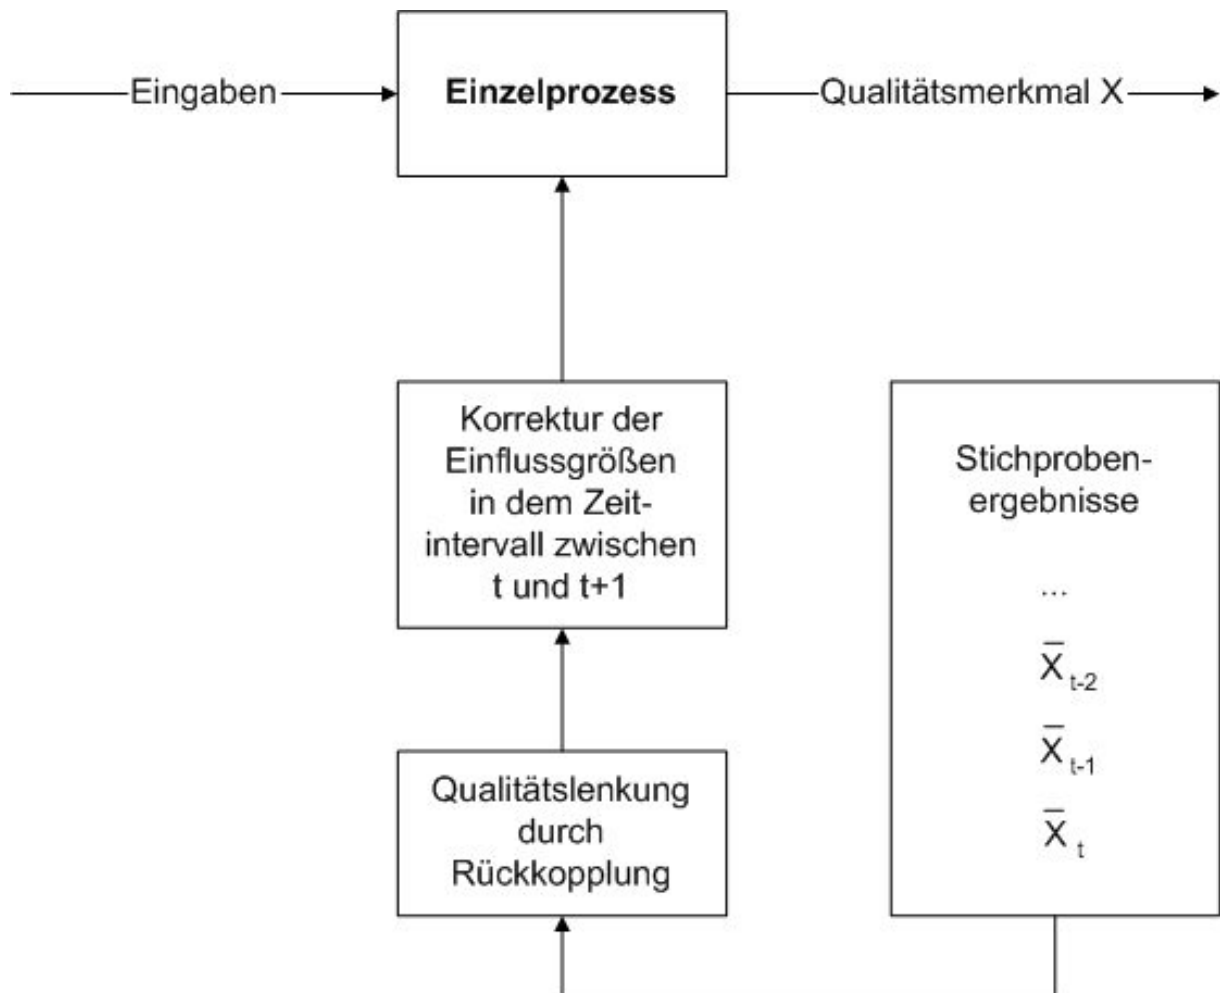 Eingaben
Einzelprozess
Qualitätsmerkmal X
Korrektur der
Einflussgrößen
in dem Zeit-
intervall zwischen
t und t+1
Stichproben-
ergebnisse
...
X̅ t-2
X̅ t-1
X̅ t
Qualitätslenkung
durch
Rückkopplung